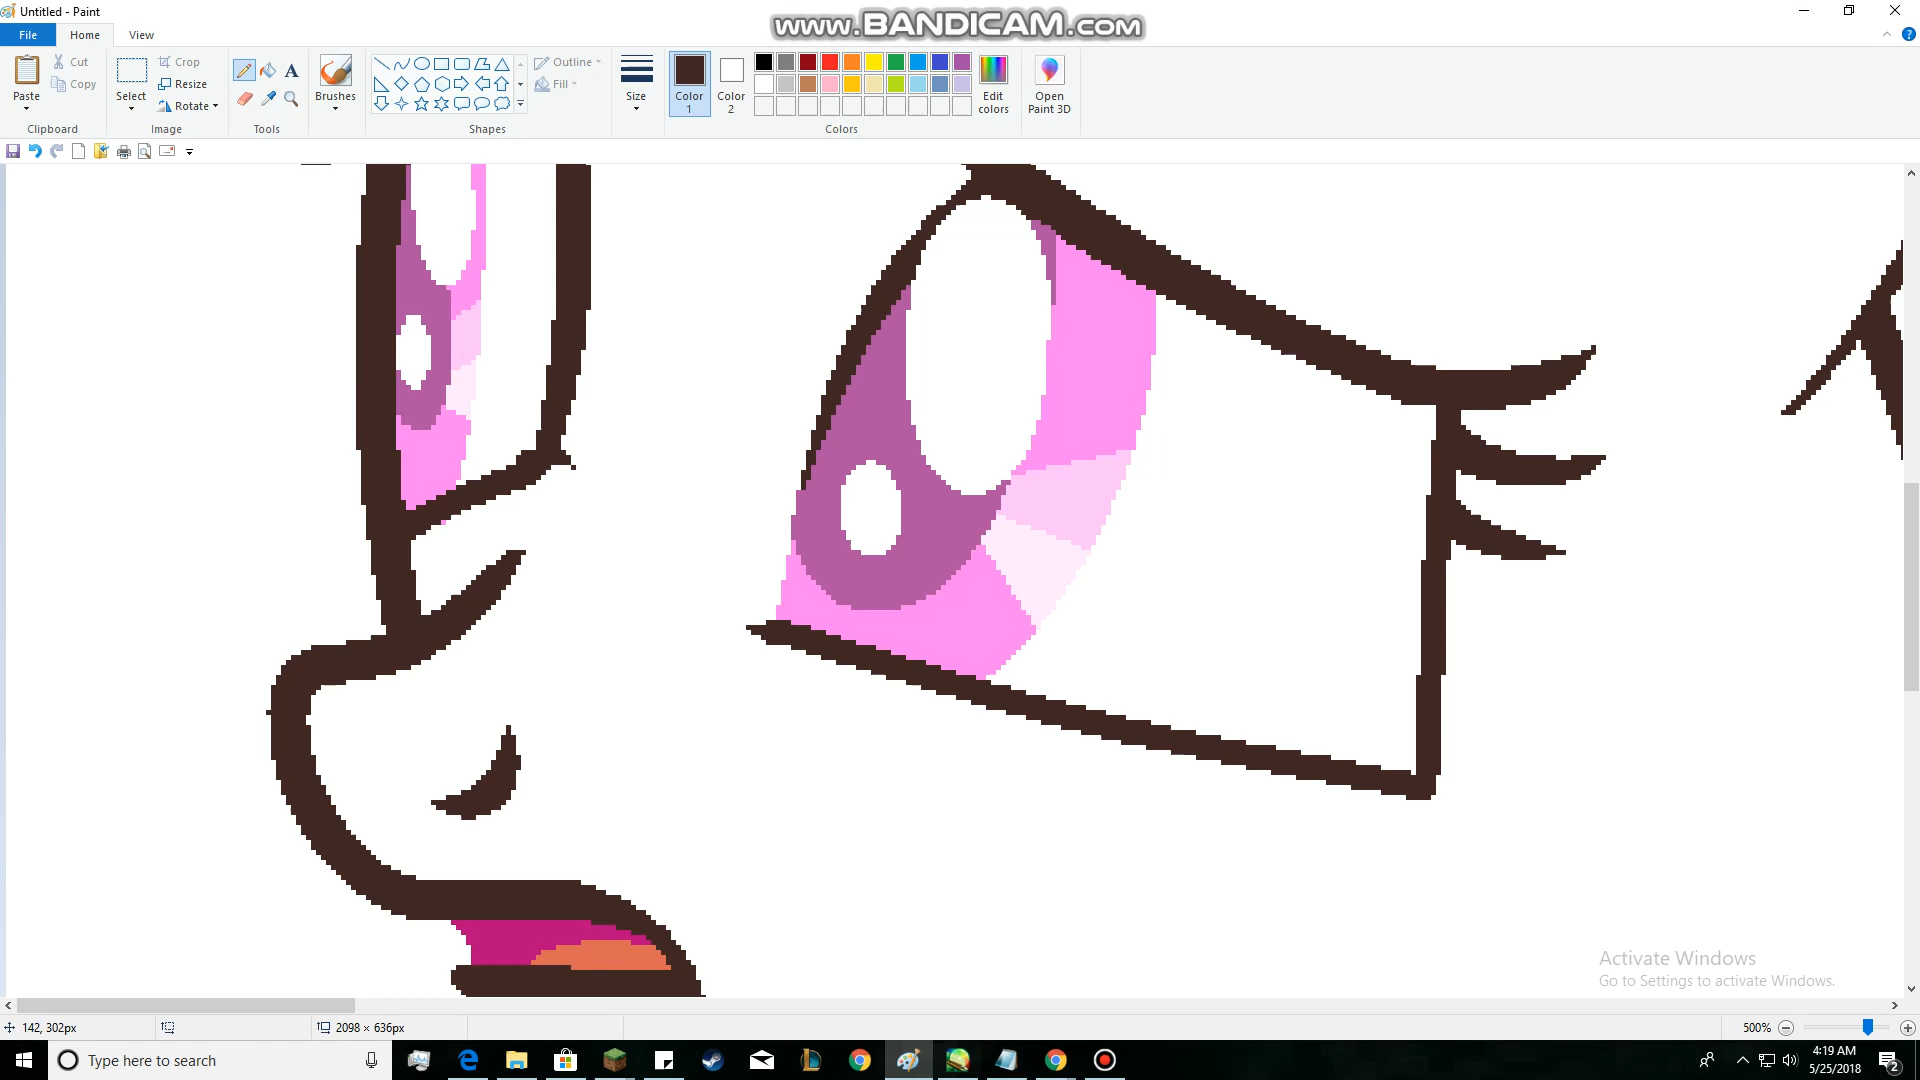 Untitled - Paint
www.BANDICAM.com
File Home View
Paste
Cut
Copy
Clipboard
Select
Crop
Resize
Rotate
Image
A
Tools
Brushes
Outline
Fill
Shapes
Size
Color 1
Color 2
Edit colors
Colors
Open Paint 3D
Activate Windows
Go to Settings to activate Windows.
142, 302px
2098 × 636px
500%
Type here to search
4:19 AM
5/25/2018
2